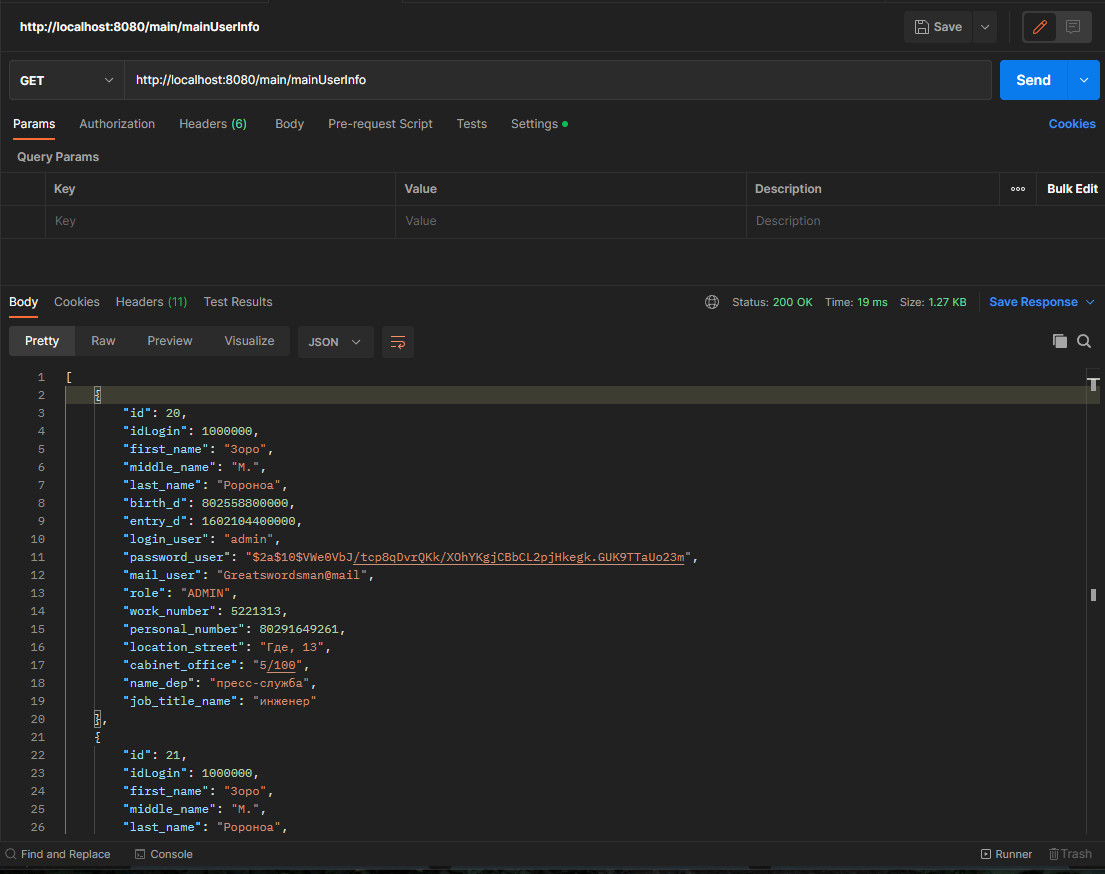 http://localhost:8080/main/mainUserInfo
Save
GET
http://localhost:8080/main/mainUserInfo
Send
Params Authorization Headers (6) Body Pre-request Script Tests Settings Cookies
Query Params
Key Value Description Bulk Edit
Key Value Description
Body Cookies Headers (11) Test Results Status: 200 OK Time: 19 ms Size: 1.27 KB Save Response
Pretty Raw Preview Visualize JSON
1 [
2 {
3 "id": 20,
4 "idLogin": 1000000,
5 "first_name": "Зоро",
6 "middle_name": "М.",
7 "last_name": "Ророноа",
8 "birth_d": 802558800000,
9 "entry_d": 1602104400000,
10 "login_user": "admin",
11 "password_user": "$2a$10$VWe0VbJ/tcp8qDvrQKk/XOhYKgjCBbCL2pjHkegk.GUK9TTaUo23m",
12 "mail_user": "Greatswordsman@mail",
13 "role": "ADMIN",
14 "work_number": 5221313,
15 "personal_number": 80291649261,
16 "location_street": "Где, 13",
17 "cabinet_office": "5/100",
18 "name_dep": "пресс-служба",
19 "job_title_name": "инженер"
20 },
21 {
22 "id": 21,
23 "idLogin": 1000000,
24 "first_name": "Зоро",
25 "middle_name": "М.",
26 "last_name": "Ророноа",
Find and Replace Console Runner Trash